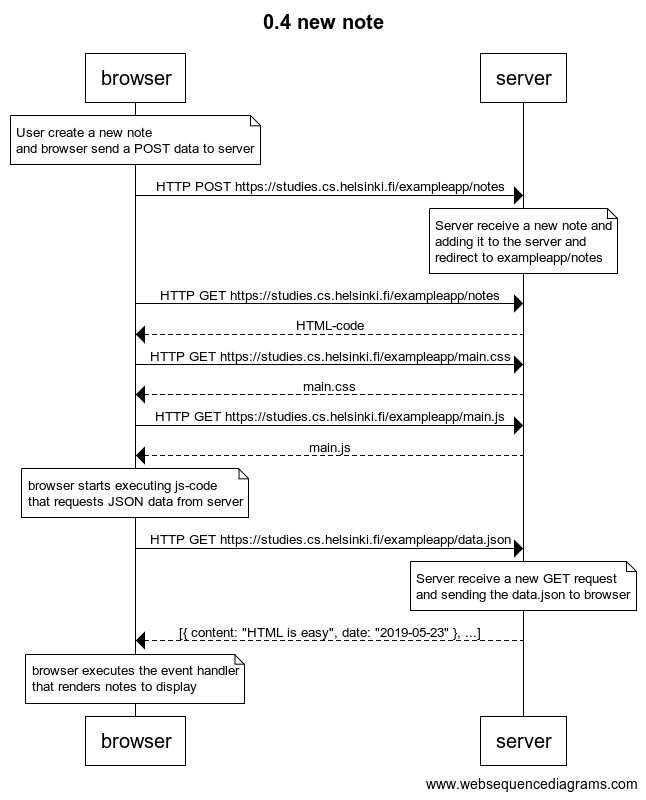 0.4 new note
browser
server
User create a new note
and browser send a POST data to server
HTTP POST https://studies.cs.helsinki.fi/exampleapp/notes
Server receive a new note and
adding it to the server and
redirect to exampleapp/notes
HTTP GET https://studies.cs.helsinki.fi/exampleapp/notes
HTML-code
HTTP GET https://studies.cs.helsinki.fi/exampleapp/main.css
main.css
HTTP GET https://studies.cs.helsinki.fi/exampleapp/main.js
main.js
browser starts executing js-code
that requests JSON data from server
HTTP GET https://studies.cs.helsinki.fi/exampleapp/data.json
Server receive a new GET request
and sending the data.json to browser
[{ content: "HTML is easy", date: "2019-05-23" }, ...]
browser executes the event handler
that renders notes to display
browser
server
www.websequencediagrams.com